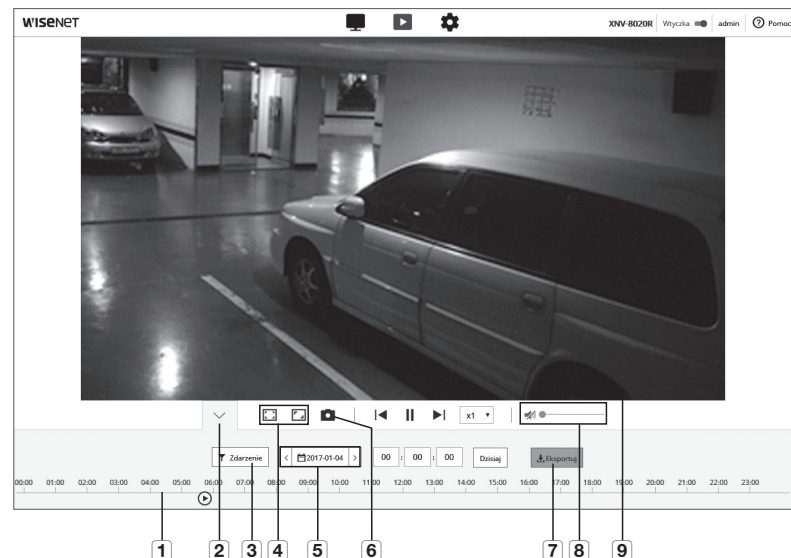 WISENET XNV-8020R Wtyczka admin Pomoc
x1
Zdarzenie 2017-01-04 00 : 00 : 00 Dzisiaj Eksportuj
00:00 01:00 02:00 03:00 04:00 05:00 06:00 07:00 08:00 09:00 10:00 11:00 12:00 13:00 14:00 15:00 16:00 17:00 18:00 19:00 20:00 21:00 22:00 23:00
1 2 3 4 5 6 7 8 9